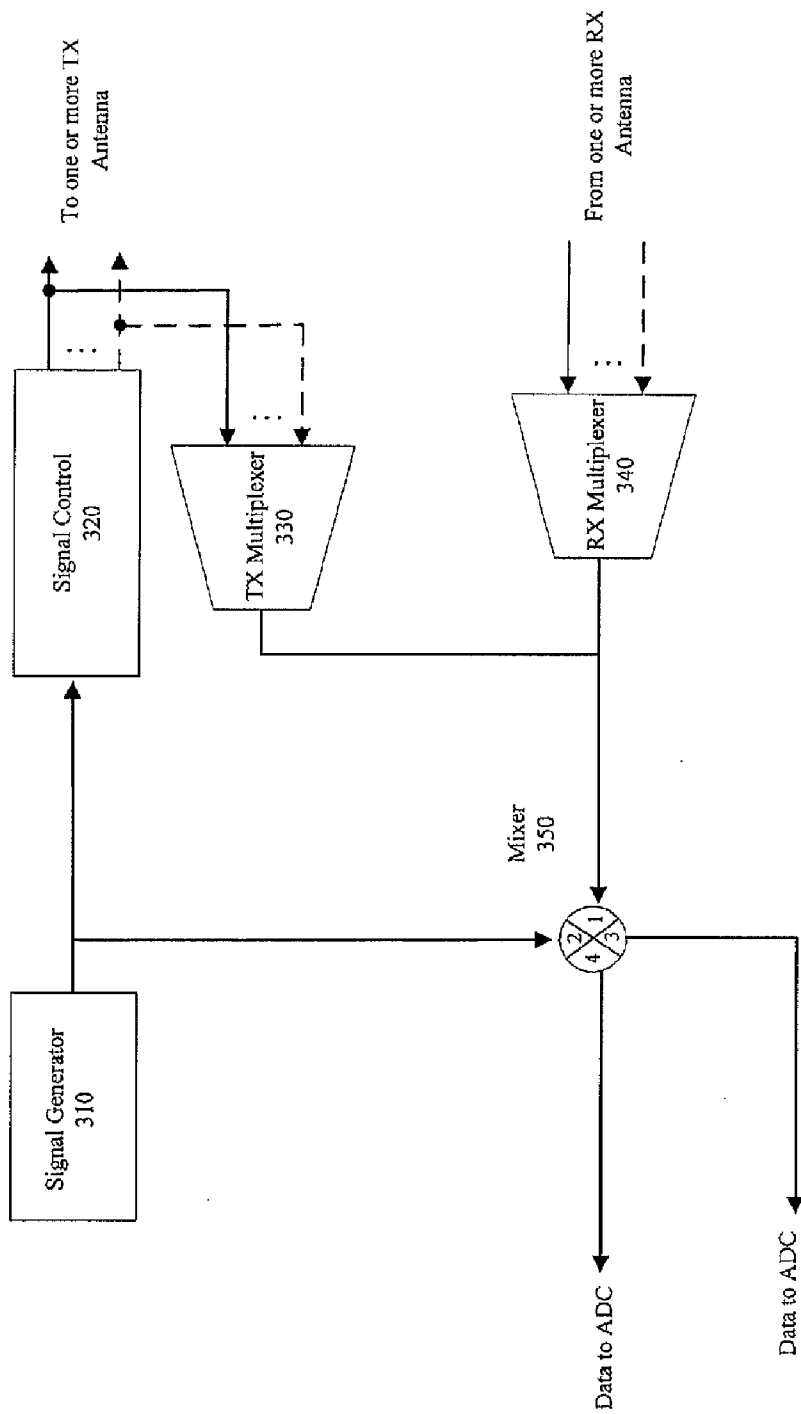 Signal Generator
310
Signal Control
320
To one or more TX
Antenna
...
...
TX Multiplexer
330
Mixer
350
2
4
1
3
RX Multiplexer
340
...
From one or more RX
Antenna
Data to ADC
Data to ADC